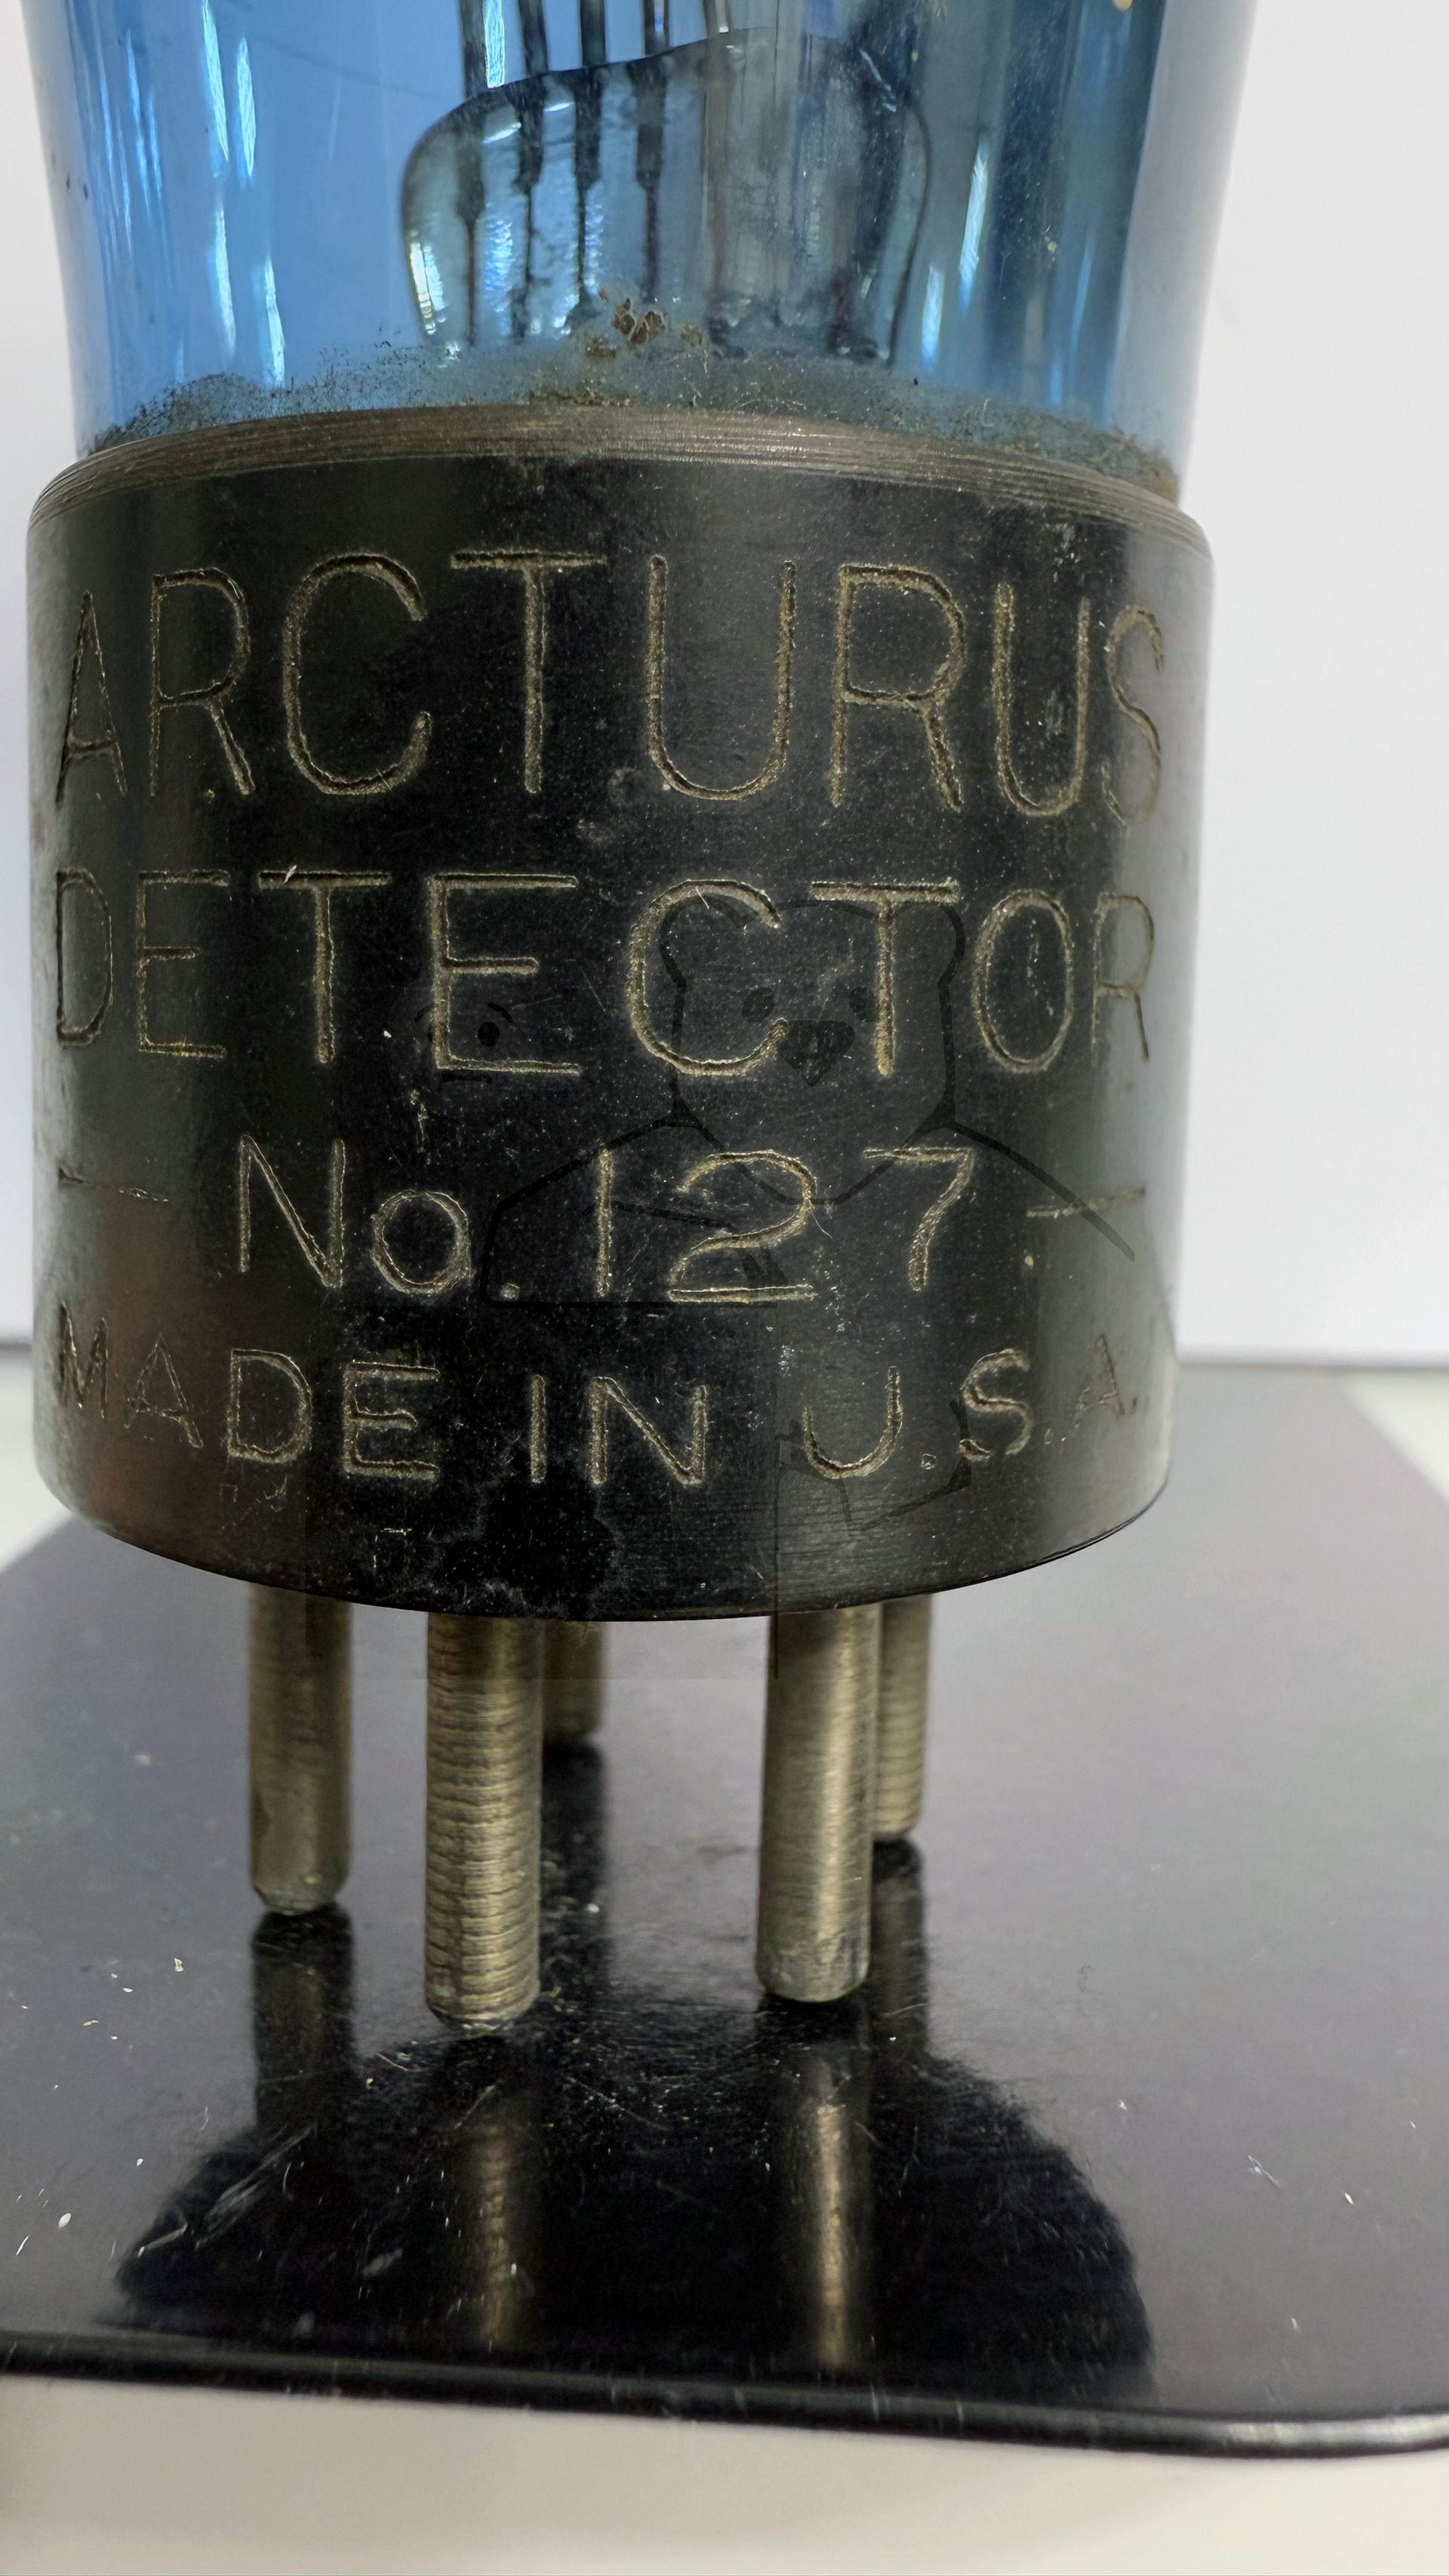 ARCTURUS
DETECTOR
— No. 127 —
MADE IN U.S.A.